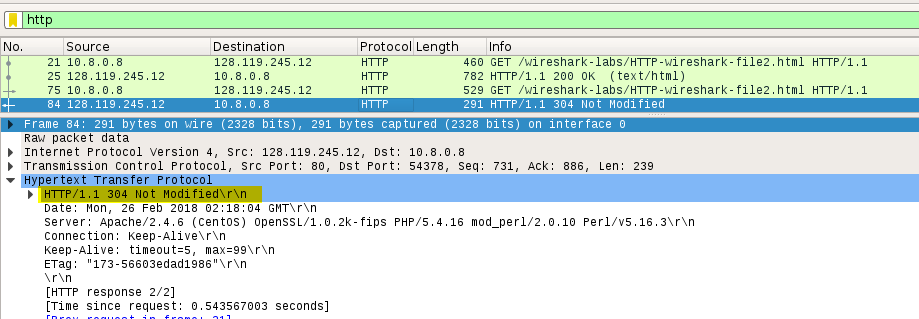 http
No. Source Destination Protocol Length Info
21 10.8.0.8 128.119.245.12 HTTP 460 GET /wireshark-labs/HTTP-wireshark-file2.html HTTP/1.1
25 128.119.245.12 10.8.0.8 HTTP 782 HTTP/1.1 200 OK (text/html)
75 10.8.0.8 128.119.245.12 HTTP 529 GET /wireshark-labs/HTTP-wireshark-file2.html HTTP/1.1
84 128.119.245.12 10.8.0.8 HTTP 291 HTTP/1.1 304 Not Modified
Frame 84: 291 bytes on wire (2328 bits), 291 bytes captured (2328 bits) on interface 0
Raw packet data
Internet Protocol Version 4, Src: 128.119.245.12, Dst: 10.8.0.8
Transmission Control Protocol, Src Port: 80, Dst Port: 54378, Seq: 731, Ack: 886, Len: 239
Hypertext Transfer Protocol
HTTP/1.1 304 Not Modified\r\n
Date: Mon, 26 Feb 2018 02:18:04 GMT\r\n
Server: Apache/2.4.6 (CentOS) OpenSSL/1.0.2k-fips PHP/5.4.16 mod_perl/2.0.10 Perl/v5.16.3\r\n
Connection: Keep-Alive\r\n
Keep-Alive: timeout=5, max=99\r\n
ETag: "173-56603edad1986"\r\n
\r\n
[HTTP response 2/2]
[Time since request: 0.543567003 seconds]
[Prev request in frame: 21]